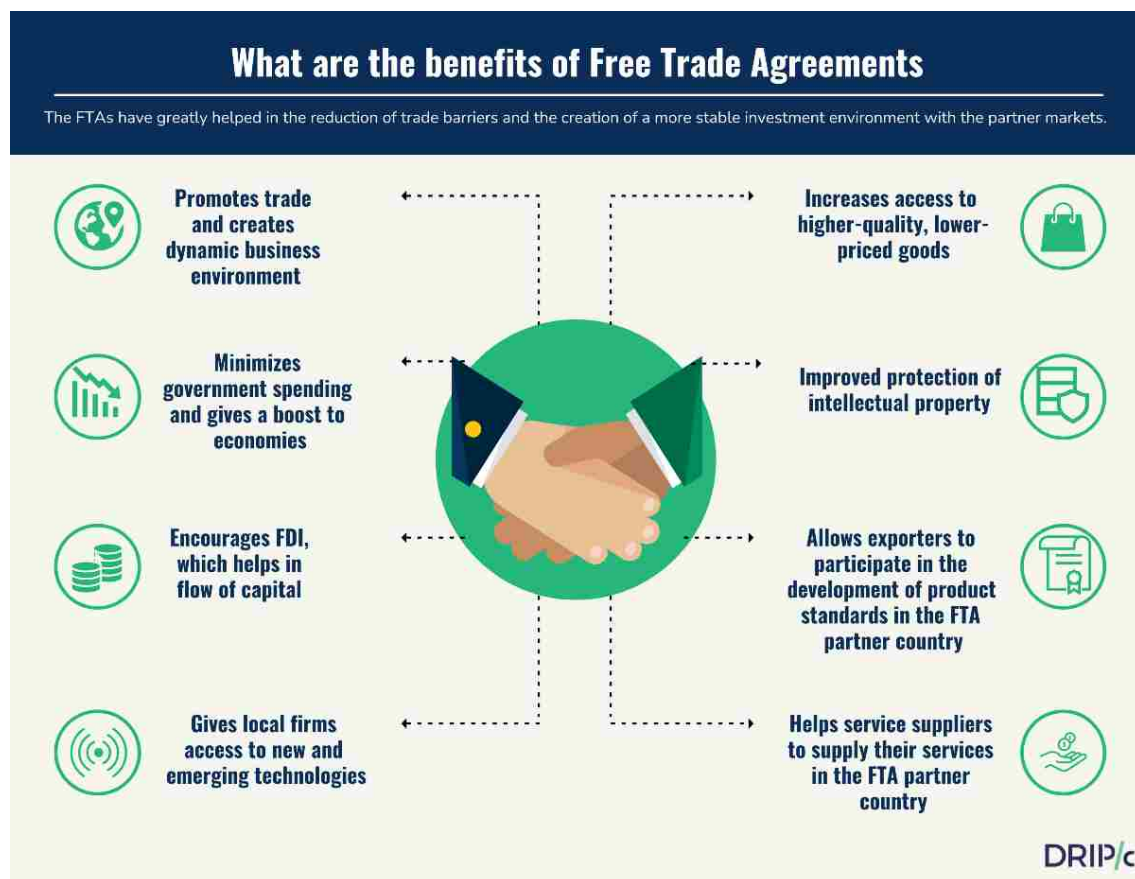 What are the benefits of Free Trade Agreements
The FTAs have greatly helped in the reduction of trade barriers and the creation of a more stable investment environment with the partner markets.
Promotes trade
and creates
dynamic business
environment
Minimizes
government spending
and gives a boost to
economies
Encourages FDI,
which helps in
flow of capital
Gives local firms
access to new and
emerging technologies
Increases access to
higher-quality, lower-
priced goods
Improved protection of
intellectual property
Allows exporters to
participate in the
development of product
standards in the FTA
partner country
Helps service suppliers
to supply their services
in the FTA partner
country
DRIP/c